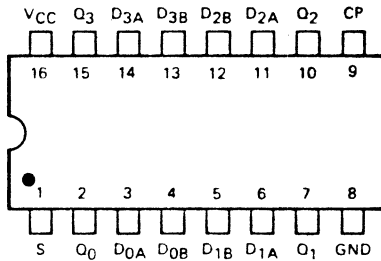 VCC Q3 D3A D3B D2B D2A Q2 CP
16 15 14 13 12 11 10 9
1 2 3 4 5 6 7 8
S Q0 D0A D0B D1B D1A Q1 GND